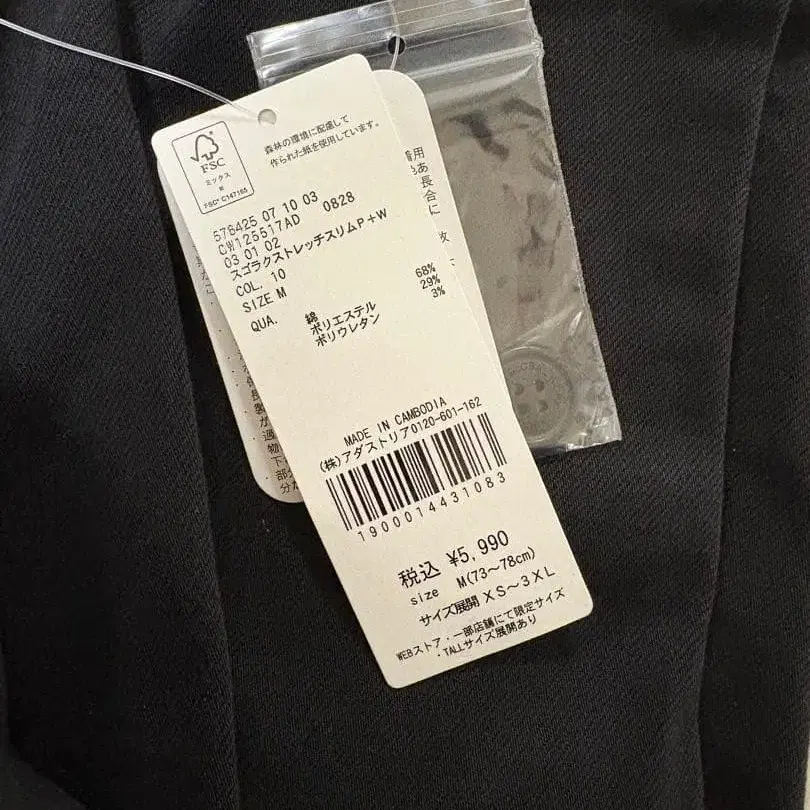 FSC
ミックス
紙
FSC® C147165
森林の環境に配慮して
作られた紙を使用しています。
576425 07 10 03
CW125517AD 0828
03 01 02
スゴラクストレッチスリムP+W
COL. 10
SIZE M
QUA. 綿 68%
ポリエステル 29%
ポリウレタン 3%
MADE IN CAMBODIA
(株)アダストリア0120-601-162
1900014431083
税込 ¥5,990
size M(73～78cm)
サイズ展開 XS～3XL
WEBストア・一部店舗にて限定サイズ
・TALLサイズ展開あり